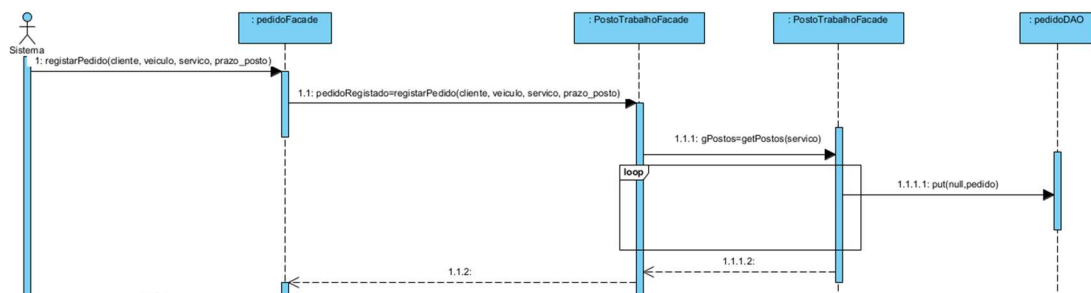 : pedidoFacade
: PostoTrabalhoFacade
: PostoTrabalhoFacade
: pedidoDAO
Sistema
1: registarPedido(cliente, veiculo, servico, prazo_posto)
1.1: pedidoRegistado=registarPedido(cliente, veiculo, servico, prazo_posto)
1.1.1: gPostos=getPostos(servico)
loop
1.1.1.1: put(null,pedido)
1.1.1.2:
1.1.2: